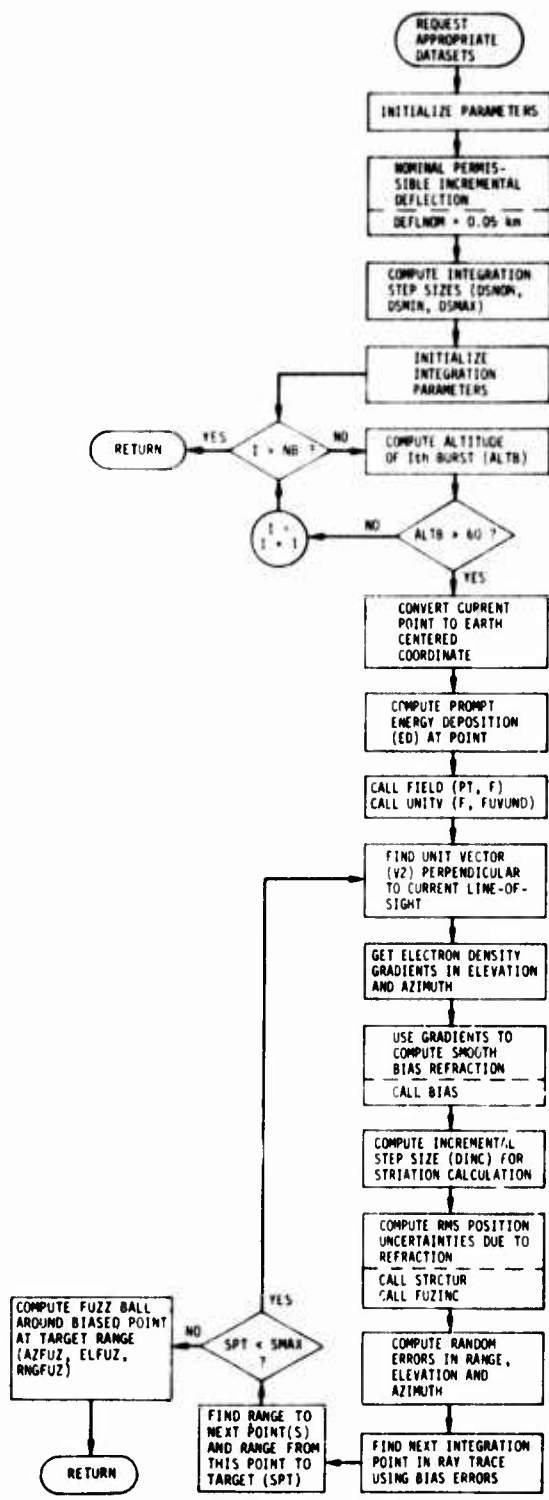 REQUEST
APPROPRIATE
DATASETS
INITIALIZE PARAMETERS
NOMINAL PERMIS-
SIBLE INCREMENTAL
DEFLECTION
DEFLNOM = 0.05 km
COMPUTE INTEGRATION
STEP SIZES (DSNON,
DSMIN, DSMAX)
INITIALIZE
INTEGRATION
PARAMETERS
RETURN
YES
I > NB ?
NO
COMPUTE ALTITUDE
OF Ith BURST (ALTB)
I =
I + 1
NO
ALTB > 60 ?
YES
CONVERT CURRENT
POINT TO EARTH
CENTERED
COORDINATE
COMPUTE PROMPT
ENERGY DEPOSITION
(ED) AT POINT
CALL FIELD (PT, F)
CALL UNITV (F, FUVUND)
FIND UNIT VECTOR
(V2) PERPENDICULAR
TO CURRENT LINE-OF-
SIGHT
GET ELECTRON DENSITY
GRADIENTS IN ELEVATION
AND AZIMUTH
USE GRADIENTS TO
COMPUTE SMOOTH
BIAS REFRACTION
CALL BIAS
COMPUTE INCREMENTAL
STEP SIZE (DINC) FOR
STRIATION CALCULATION
COMPUTE RMS POSITION
UNCERTAINTIES DUE TO
REFRACTION
CALL STRCTUR
CALL FUZINC
COMPUTE RANDOM
ERRORS IN RANGE,
ELEVATION AND
AZIMUTH
FIND NEXT INTEGRATION
POINT IN RAY TRACE
USING BIAS ERRORS
FIND RANGE TO
NEXT POINT(S)
AND RANGE FROM
THIS POINT TO
TARGET (SPT)
YES
SPT < SMAX
?
NO
COMPUTE FUZZ BALL
AROUND BIASED POINT
AT TARGET RANGE
(AZFUZ, ELFUZ,
RNGFUZ)
RETURN